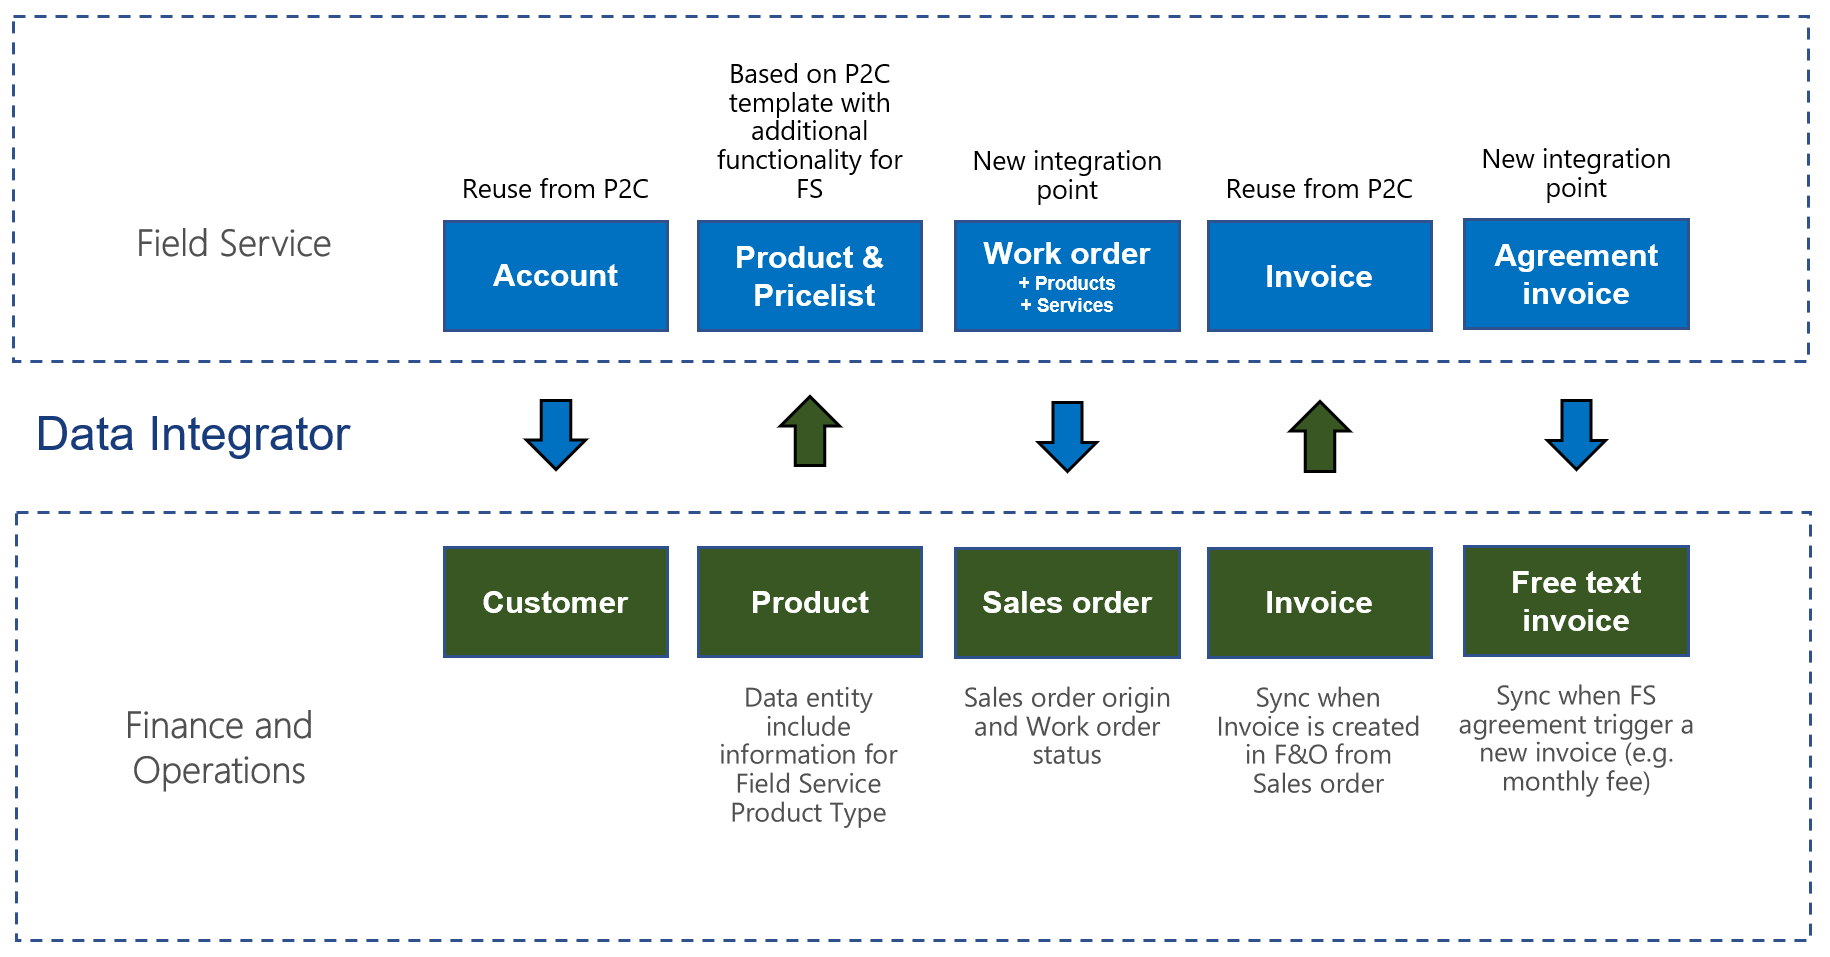 Field Service
Reuse from P2C
Account
Based on P2C
template with
additional
functionality for
FS
Product &
Pricelist
New integration
point
Work order
+ Products
+ Services
Reuse from P2C
Invoice
New integration
point
Agreement
invoice
Data Integrator
Finance and
Operations
Customer
Product
Data entity
include
information for
Field Service
Product Type
Sales order
Sales order origin
and Work order
status
Invoice
Sync when
Invoice is created
in F&O from
Sales order
Free text
invoice
Sync when FS
agreement trigger a
new invoice (e.g.
monthly fee)